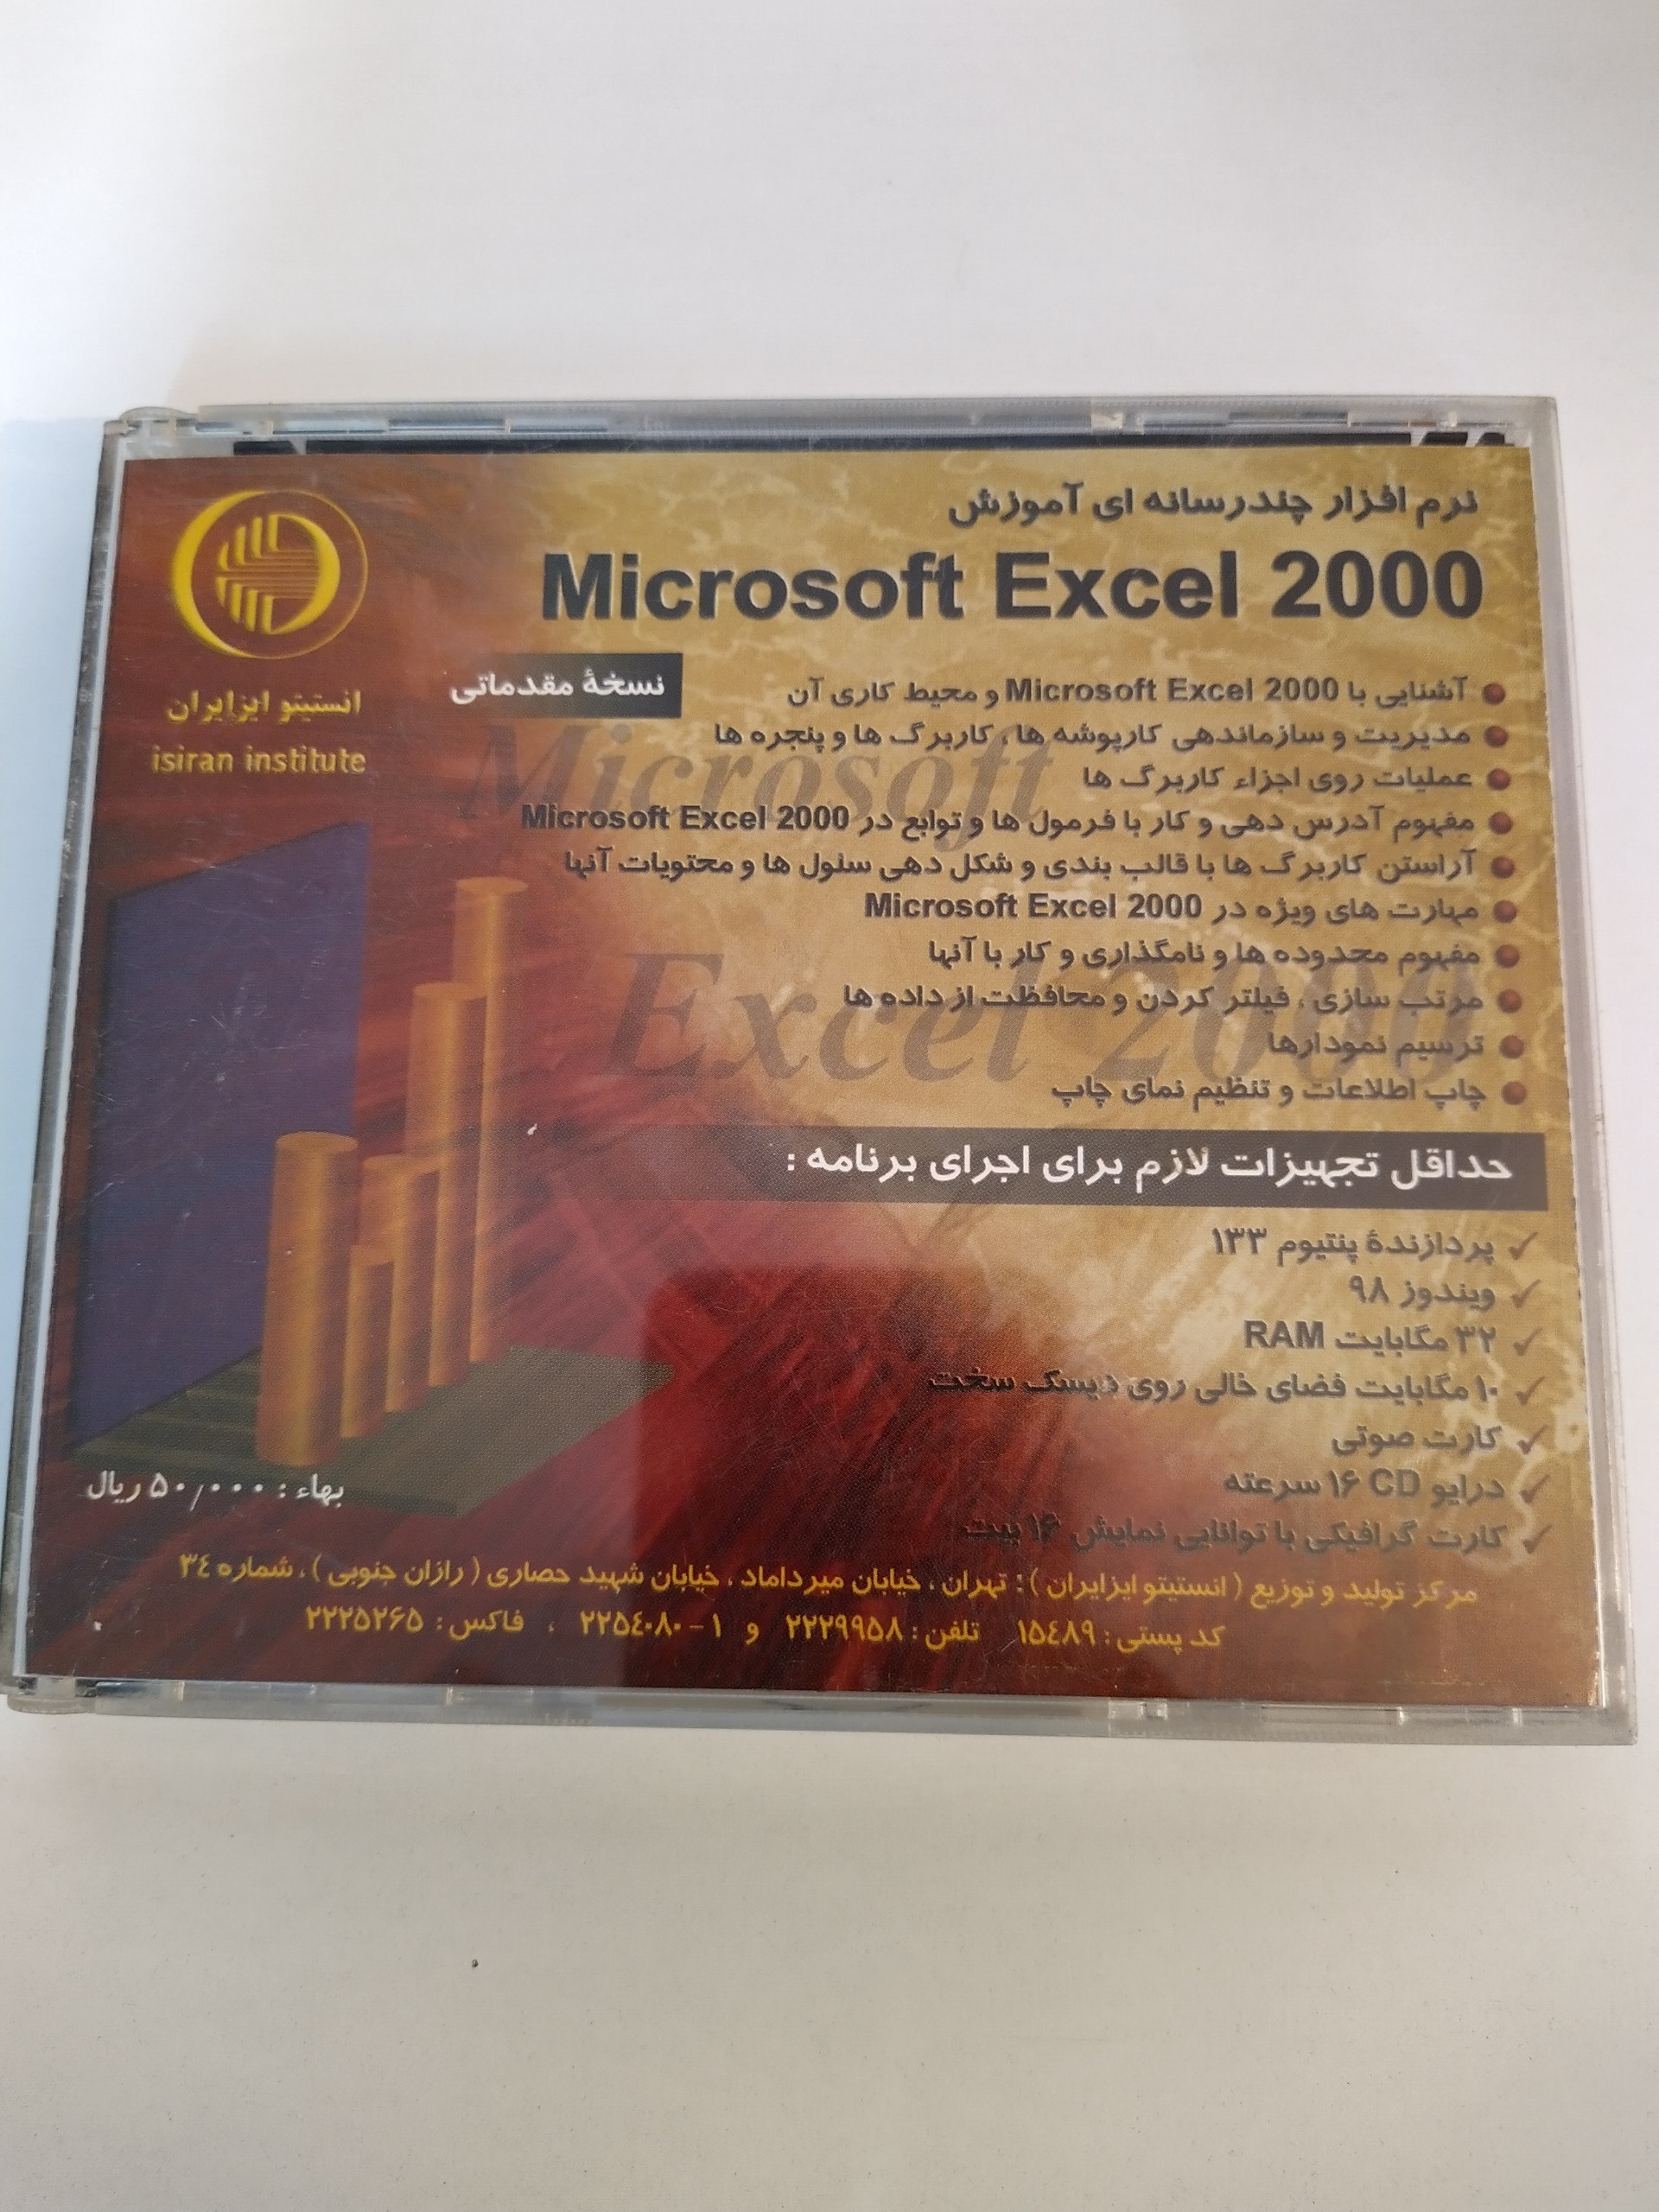 نرم افزار چندرسانه ای آموزش
Microsoft Excel 2000
نسخهٔ مقدماتی
انستیتو ایزایران
isiran institute
آشنایی با Microsoft Excel 2000 و محیط کاری آن
مدیریت و سازماندهی کارپوشه ها ، کاربرگ ها و پنجره ها
عملیات روی اجزاء کاربرگ ها
مفهوم آدرس دهی و کار با فرمول ها و توابع در Microsoft Excel 2000
آراستن کاربرگ ها با قالب بندی و شکل دهی سلول ها و محتویات آنها
مهارت های ویژه در Microsoft Excel 2000
مفهوم محدوده ها و نامگذاری و کار با آنها
مرتب سازی ، فیلتر کردن و محافظت از داده ها
ترسیم نمودارها
چاپ اطلاعات و تنظیم نمای چاپ
Microsoft
Excel 2000
حداقل تجهیزات لازم برای اجرای برنامه :
پردازندهٔ پنتیوم ۱۳۳
ویندوز ۹۸
۳۲ مگابایت RAM
۱۰ مگابایت فضای خالی روی دیسک سخت
کارت صوتی
درایو CD ۱۶ سرعته
کارت گرافیکی با توانایی نمایش ۱۶ بیت
بهاء : ۵۰٫۰۰۰ ریال
مرکز تولید و توزیع ( انستیتو ایزایران ) : تهران ، خیابان میرداماد ، خیابان شهید حصاری ( رازان جنوبی ) ، شماره ۳۴
کد پستی : ۱۵۴۸۹ تلفن : ۲۲۲۹۹۵۸ و ۱-۲۲۵۴۰۸۰ ، فاکس : ۲۲۲۵۲۶۵